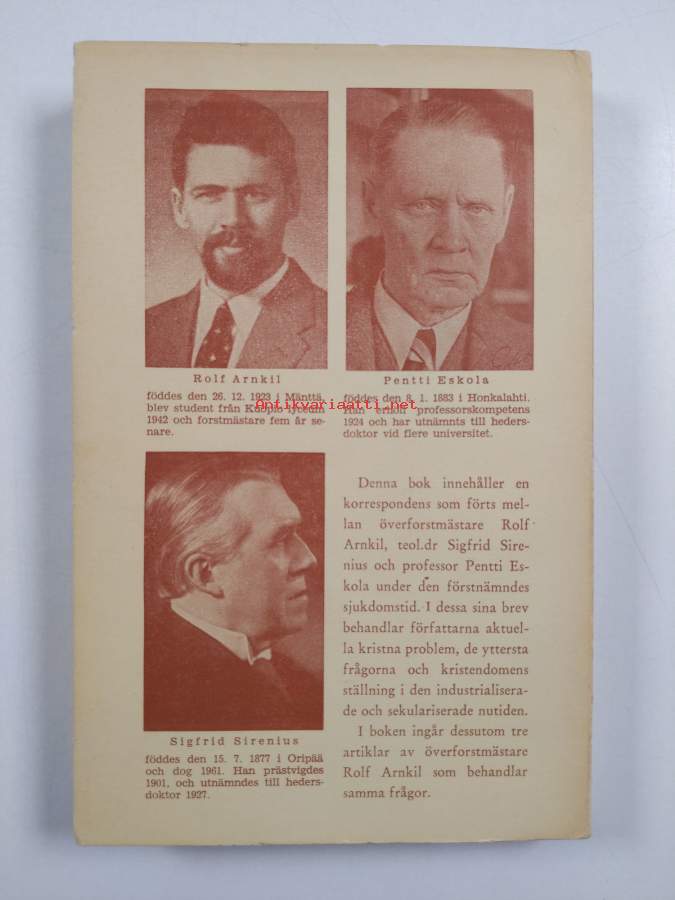 Rolf Arnkil
föddes den 26. 12. 1923 i Mänttä,
blev student från Kuopio lyceum
1942 och forstmästare fem år se-
nare.
Pentti Eskola
föddes den 8. 1. 1883 i Honkalahti.
Han erhöll professorskompetens
1924 och har utnämnts till heders-
doktor vid flere universitet.
Antikvariaatti.net
Sigfrid Sirenius
föddes den 15. 7. 1877 i Oripää
och dog 1961. Han prästvigdes
1901, och utnämndes till heders-
doktor 1927.
Denna bok innehåller en
korrespondens som förts mel-
lan överforstmästare Rolf
Arnkil, teol.dr Sigfrid Sire-
nius och professor Pentti Es-
kola under den förstnämndes
sjukdomstid. I dessa sina brev
behandlar författarna aktuel-
la kristna problem, de yttersta
frågorna och kristendomens
ställning i den industrialisera-
de och sekulariserade nutiden.
I boken ingår dessutom tre
artiklar av överforstmästare
Rolf Arnkil som behandlar
samma frågor.